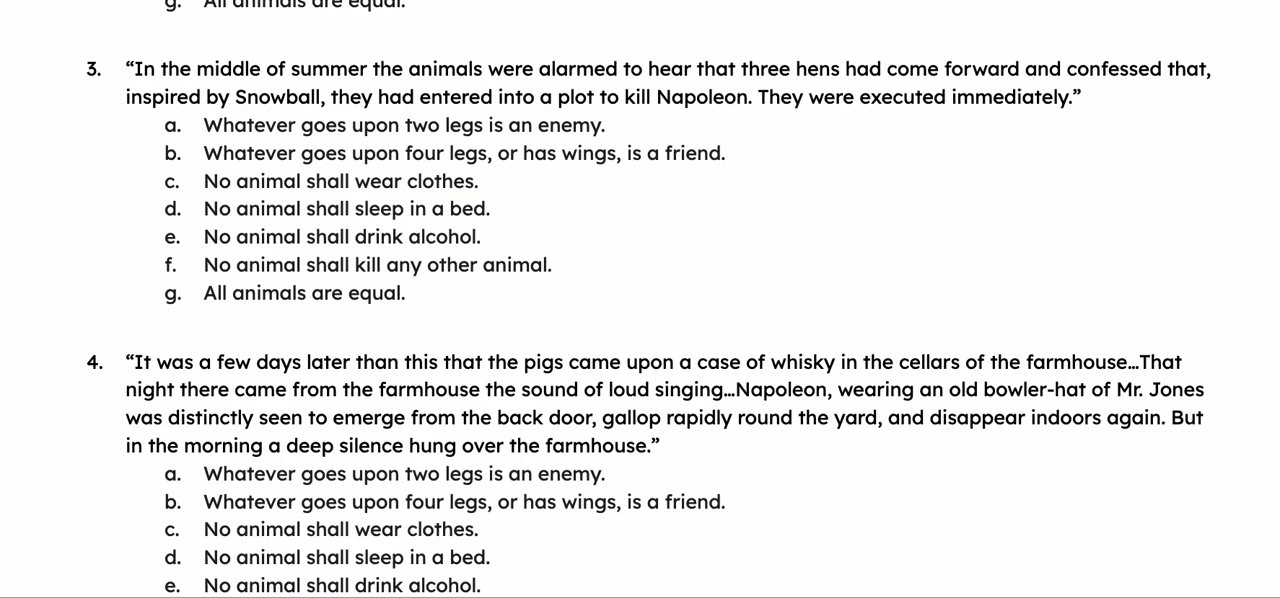 g. All animals are equal.
3. “In the middle of summer the animals were alarmed to hear that three hens had come forward and confessed that,
inspired by Snowball, they had entered into a plot to kill Napoleon. They were executed immediately.”
a. Whatever goes upon two legs is an enemy.
b. Whatever goes upon four legs, or has wings, is a friend.
c. No animal shall wear clothes.
d. No animal shall sleep in a bed.
e. No animal shall drink alcohol.
f. No animal shall kill any other animal.
g. All animals are equal.
4. “It was a few days later than this that the pigs came upon a case of whisky in the cellars of the farmhouse...That
night there came from the farmhouse the sound of loud singing...Napoleon, wearing an old bowler-hat of Mr. Jones
was distinctly seen to emerge from the back door, gallop rapidly round the yard, and disappear indoors again. But
in the morning a deep silence hung over the farmhouse.”
a. Whatever goes upon two legs is an enemy.
b. Whatever goes upon four legs, or has wings, is a friend.
c. No animal shall wear clothes.
d. No animal shall sleep in a bed.
e. No animal shall drink alcohol.